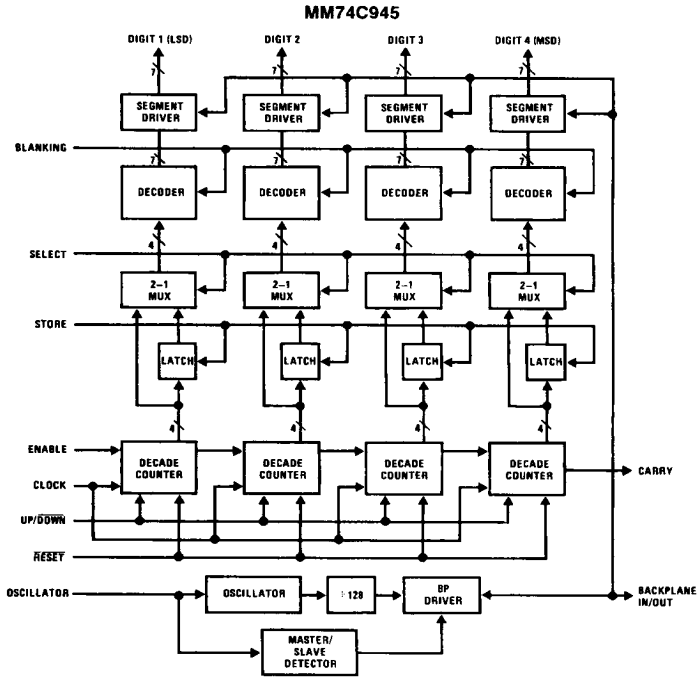 MM74C945
DIGIT 1 (LSD) DIGIT 2 DIGIT 3 DIGIT 4 (MSD)
7 7 7 7
SEGMENT DRIVER SEGMENT DRIVER SEGMENT DRIVER SEGMENT DRIVER
BLANKING
7 7 7 7
DECODER DECODER DECODER DECODER
4 4 4 4
SELECT
2–1 MUX 2–1 MUX 2–1 MUX 2–1 MUX
STORE
LATCH LATCH LATCH LATCH
4 4 4 4
ENABLE
DECADE COUNTER DECADE COUNTER DECADE COUNTER DECADE COUNTER
CARRY
CLOCK
UP/DOWN
RESET
OSCILLATOR
OSCILLATOR
÷128
BP DRIVER
BACKPLANE IN/OUT
MASTER/
SLAVE
DETECTOR